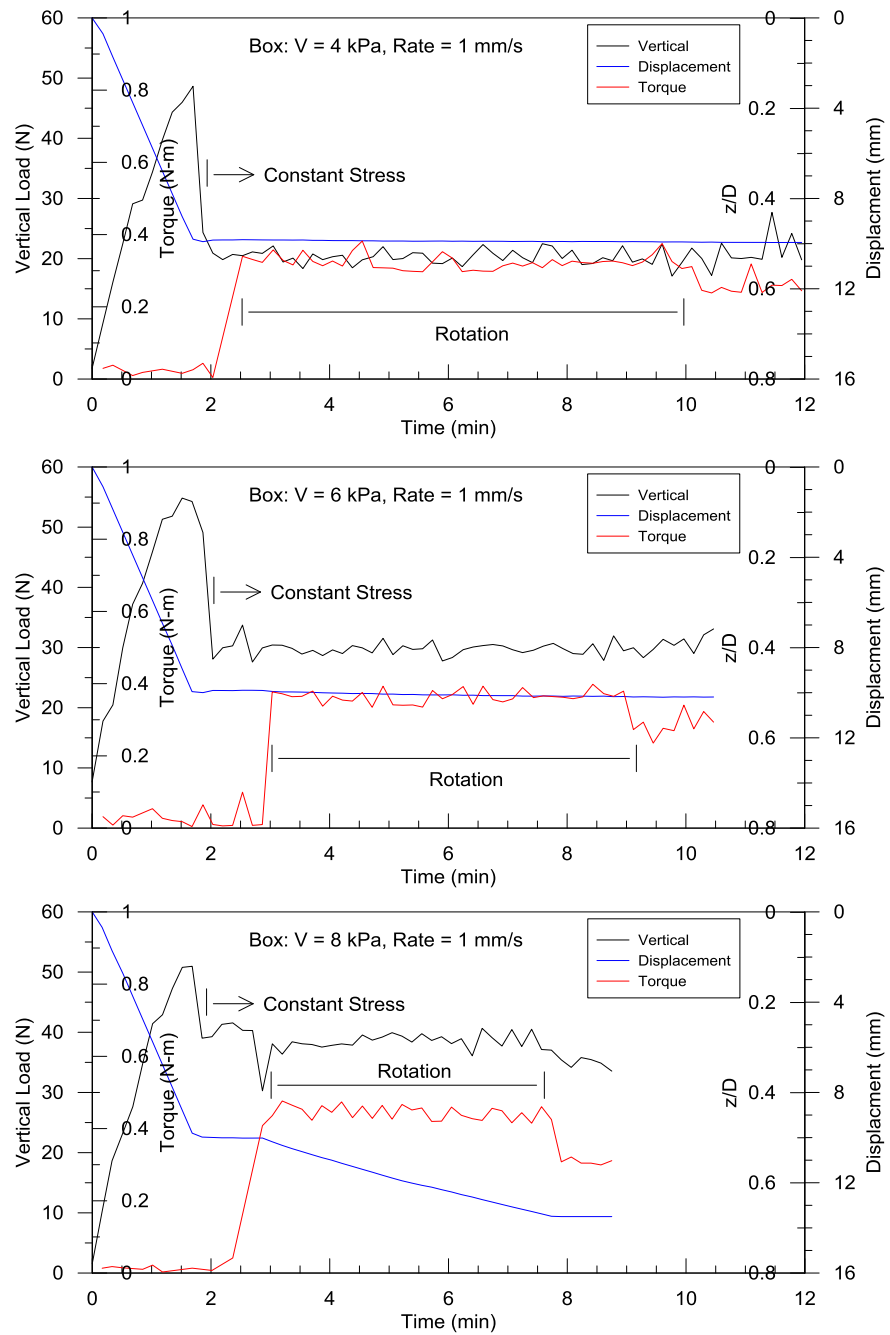 Box: V = 4 kPa, Rate = 1 mm/s
Vertical
Displacement
Torque
Constant Stress
Rotation
Vertical Load (N)
60
50
40
30
20
10
0
Torque (N-m)
1
0.8
0.6
0.4
0.2
0
z/D
0
0.2
0.4
0.6
0.8
Displacment (mm)
0
4
8
12
16
0 2 4 6 8 10 12
Time (min)
Box: V = 6 kPa, Rate = 1 mm/s
Vertical
Displacement
Torque
Constant Stress
Rotation
Vertical Load (N)
60
50
40
30
20
10
0
Torque (N-m)
1
0.8
0.6
0.4
0.2
0
z/D
0
0.2
0.4
0.6
0.8
Displacment (mm)
0
4
8
12
16
0 2 4 6 8 10 12
Time (min)
Box: V = 8 kPa, Rate = 1 mm/s
Vertical
Displacement
Torque
Constant Stress
Rotation
Vertical Load (N)
60
50
40
30
20
10
0
Torque (N-m)
1
0.8
0.6
0.4
0.2
0
z/D
0
0.2
0.4
0.6
0.8
Displacment (mm)
0
4
8
12
16
0 2 4 6 8 10 12
Time (min)